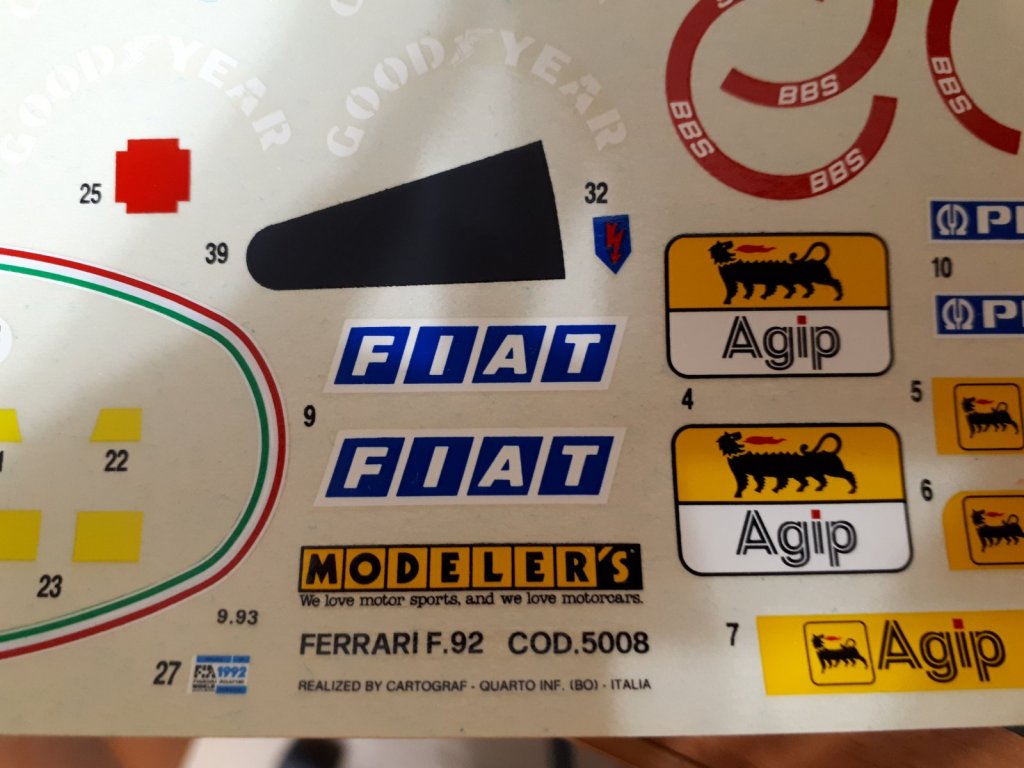 GOODYEAR
GOODYEAR
BBS
BBS
BBS
BBS
25
32
39
10
Agip
FIAT
4
5
9
22
FIAT
6
Agip
23
MODELER'S
We love motor sports, and we love motorcars.
9.93
7
FERRARI F.92 COD.5008
Agip
27
FIA 1992
REALIZED BY CARTOGRAF - QUARTO INF. (BO) - ITALIA